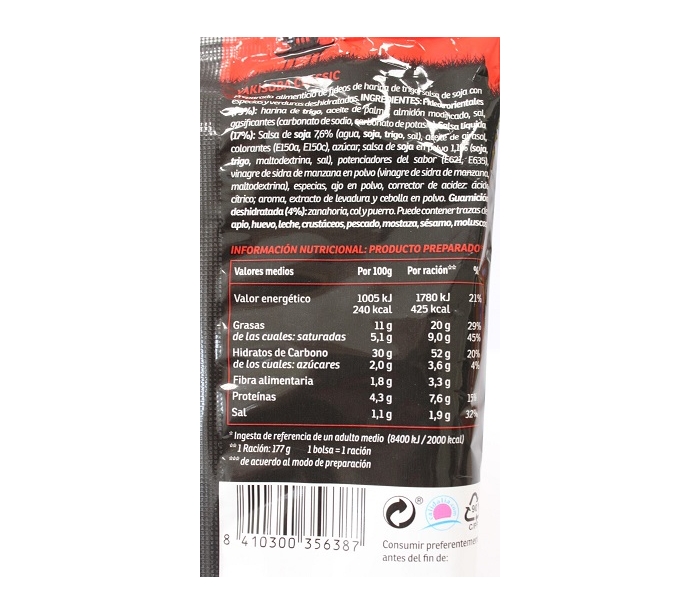 YAKISOBA CLASSIC
Preparado alimenticio de fideos de harina de trigo, salsa de soja con
especias y verduras deshidratadas. INGREDIENTES: Fideos orientales
(79%): harina de trigo, aceite de palma, almidón modificado, sal,
gasificantes (carbonato de sodio, carbonato de potasio). Salsa líquida
(17%): Salsa de soja 7,6% (agua, soja, trigo, sal), aceite de girasol,
colorantes (E150a, E150c), azúcar, salsa de soja en polvo 1,1% (soja,
trigo, maltodextrina, sal), potenciadores del sabor (E621, E635),
vinagre de sidra de manzana en polvo (vinagre de sidra de manzana,
maltodextrina), especias, ajo en polvo, corrector de acidez: ácido
cítrico; aroma, extracto de levadura y cebolla en polvo. Guarnición
deshidratada (4%): zanahoria, col y puerro. Puede contener trazas de
apio, huevo, leche, crustáceos, pescado, mostaza, sésamo, moluscos
INFORMACIÓN NUTRICIONAL: PRODUCTO PREPARADO
Valores medios Por 100g Por ración** %
Valor energético 1005 kJ 1780 kJ 21%
240 kcal 425 kcal
Grasas 11 g 20 g 29%
de las cuales: saturadas 5,1 g 9,0 g 45%
Hidratos de Carbono 30 g 52 g 20%
de los cuales: azúcares 2,0 g 3,6 g 4%
Fibra alimentaria 1,8 g 3,3 g
Proteínas 4,3 g 7,6 g 15%
Sal 1,1 g 1,9 g 32%
* Ingesta de referencia de un adulto medio (8400 kJ / 2000 kcal)
** 1 Ración: 177 g 1 bolsa = 1 ración
*** de acuerdo al modo de preparación
8 410300 356387
Consumir preferentemen
antes del fin de: